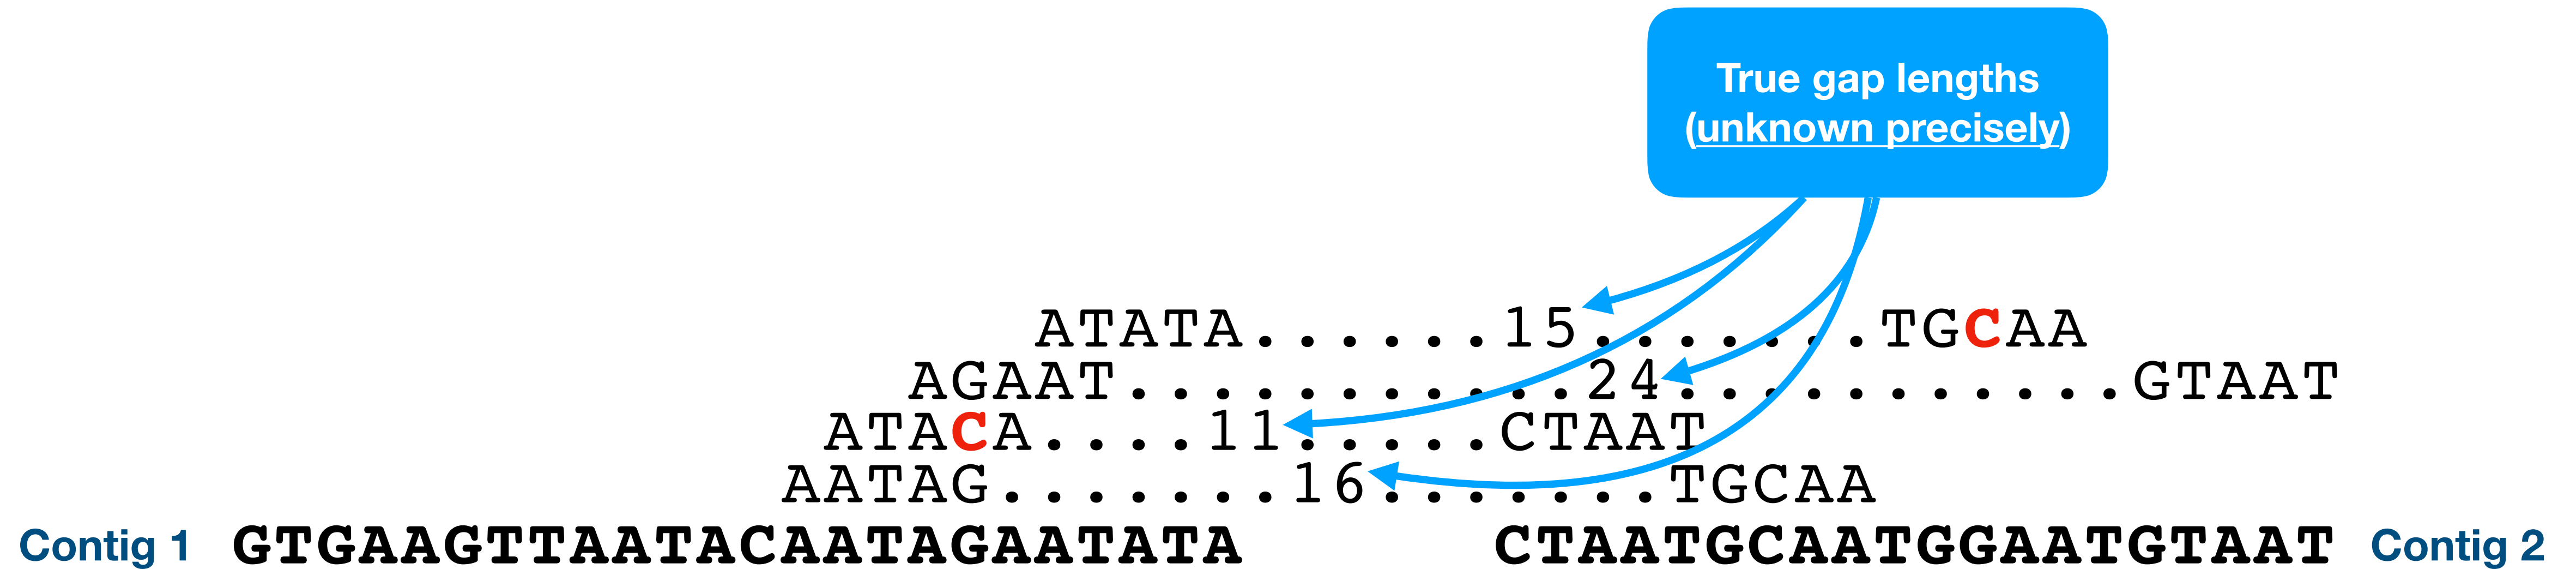 True gap lengths
(unknown precisely)
ATATA......15.......TGCAA
AGAAT...........24...........GTAAT
ATACA....11.....CTAAT
AATAG.......16.......TGCAA
Contig 1 GTGAAGTTAATACAATAGAATATA CTAATGCAATGGAATGTAAT Contig 2